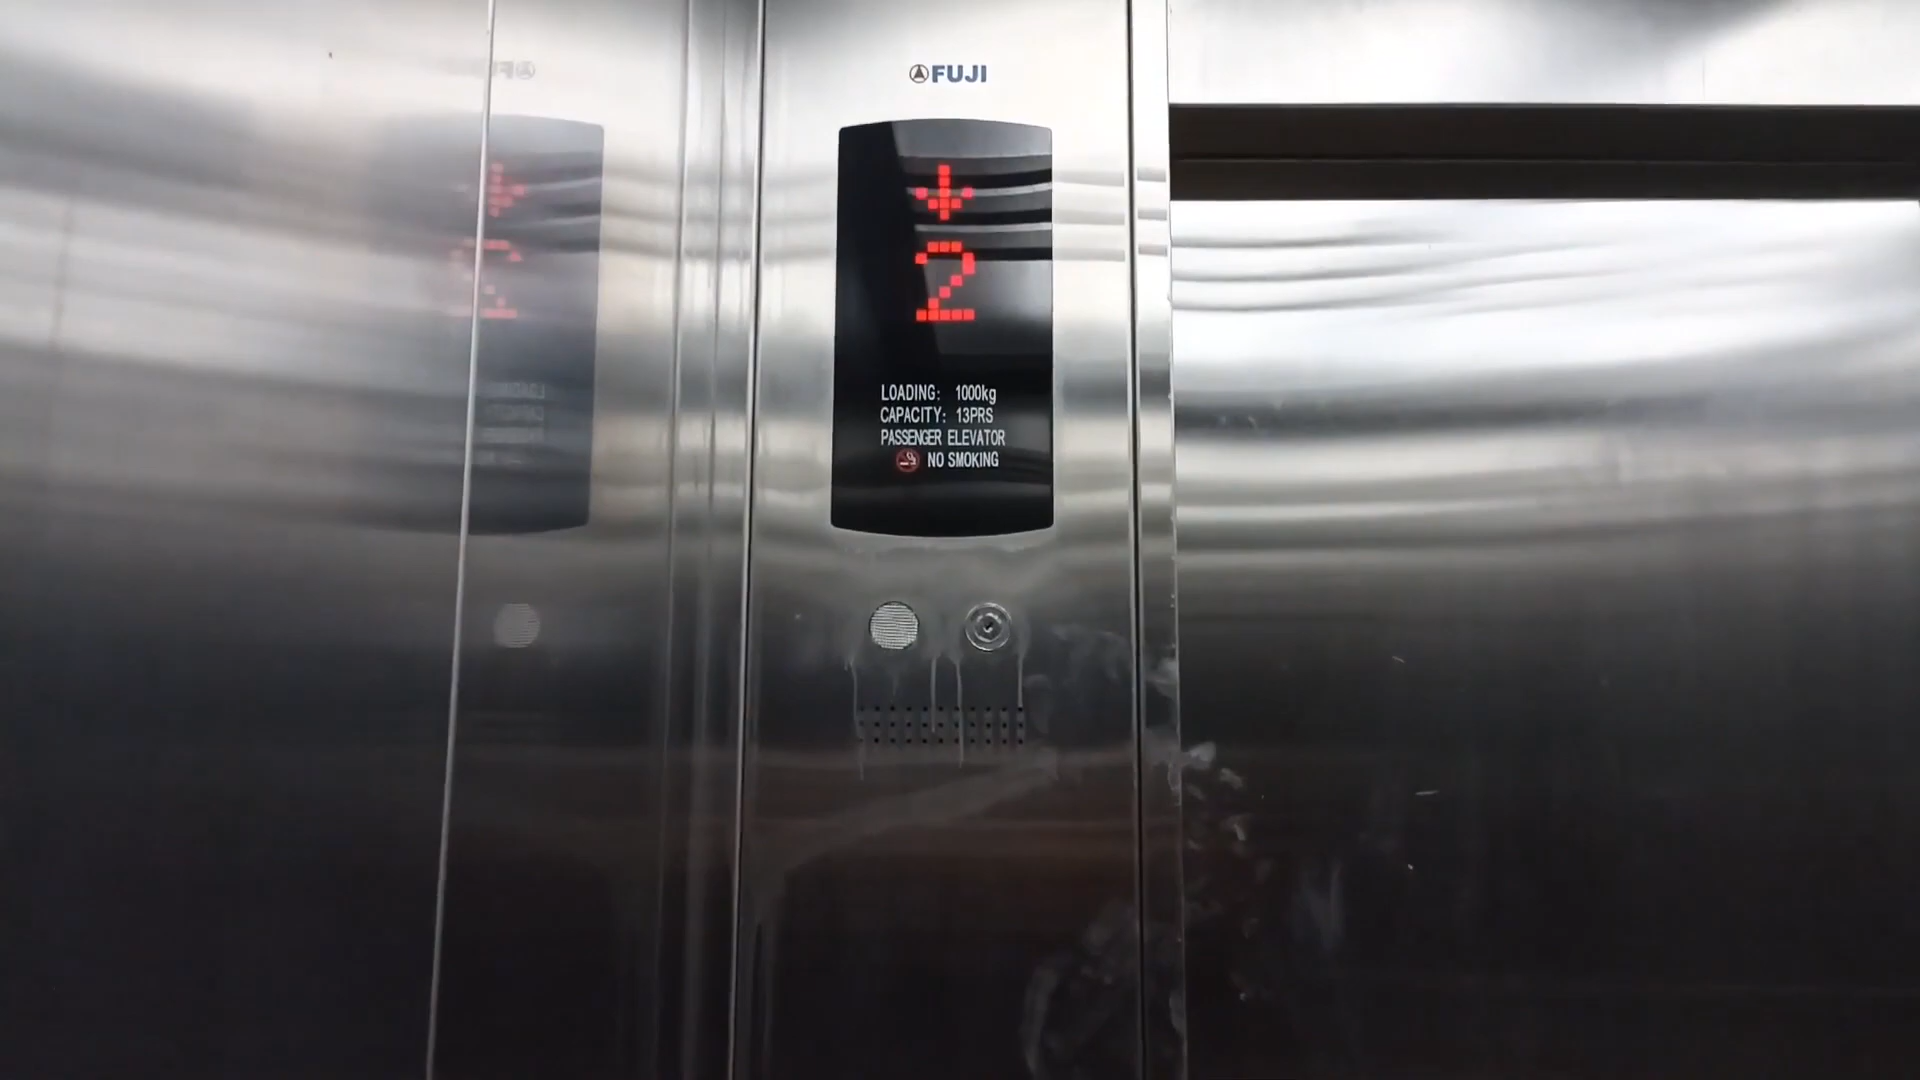 FUJI
2
LOADING: 1000kg
CAPACITY: 13PRS
PASSENGER ELEVATOR
NO SMOKING